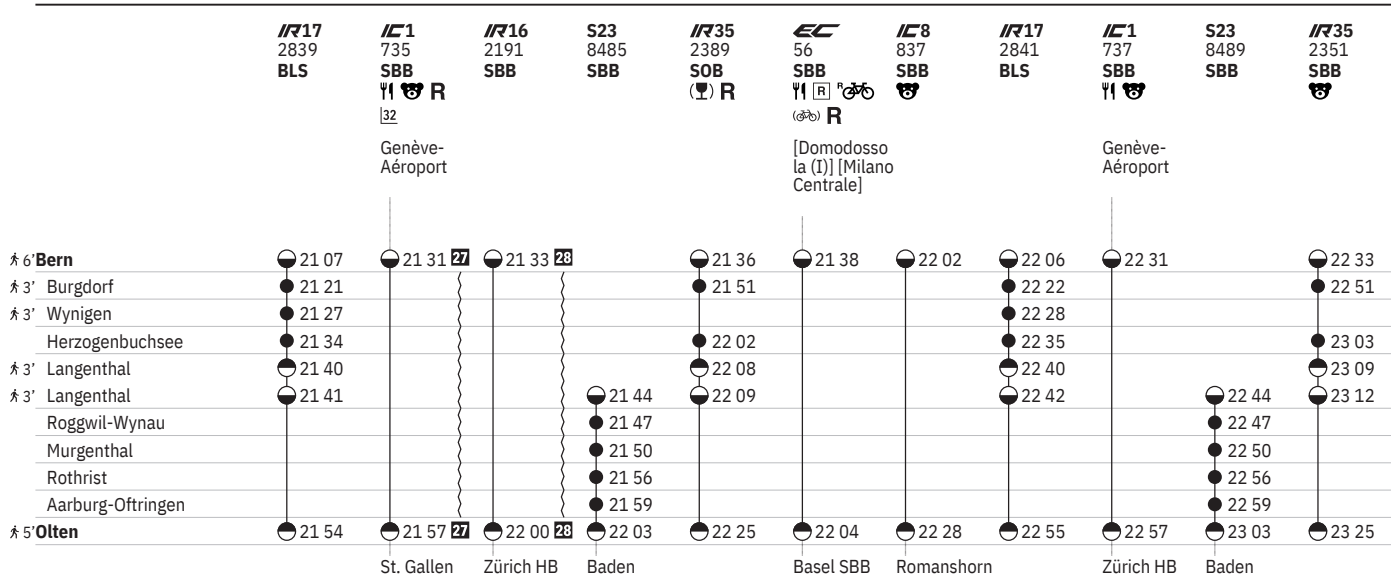 IR17 IC1 IR16 S23 IR35 EC IC8 IR17 IC1 S23 IR35
2839 735 2191 8485 2389 56 837 2841 737 8489 2351
BLS SBB SBB SBB SOB SBB SBB BLS SBB SBB SBB
R R R R
32 R
Genève- [Domodosso Genève-
Aéroport la (I)] [Milano Aéroport
Centrale]
6' Bern 21 07 21 31 27 21 33 28 21 36 21 38 22 02 22 06 22 31 22 33
3' Burgdorf 21 21 21 51 22 22 22 51
3' Wynigen 21 27 22 28
Herzogenbuchsee 21 34 22 02 22 35 23 03
3' Langenthal 21 40 22 08 22 40 23 09
3' Langenthal 21 41 21 44 22 09 22 42 22 44 23 12
Roggwil-Wynau 21 47 22 47
Murgenthal 21 50 22 50
Rothrist 21 56 22 56
Aarburg-Oftringen 21 59 22 59
5' Olten 21 54 21 57 27 22 00 28 22 03 22 25 22 04 22 28 22 55 22 57 23 03 23 25
St. Gallen Zürich HB Baden Basel SBB Romanshorn Zürich HB Baden